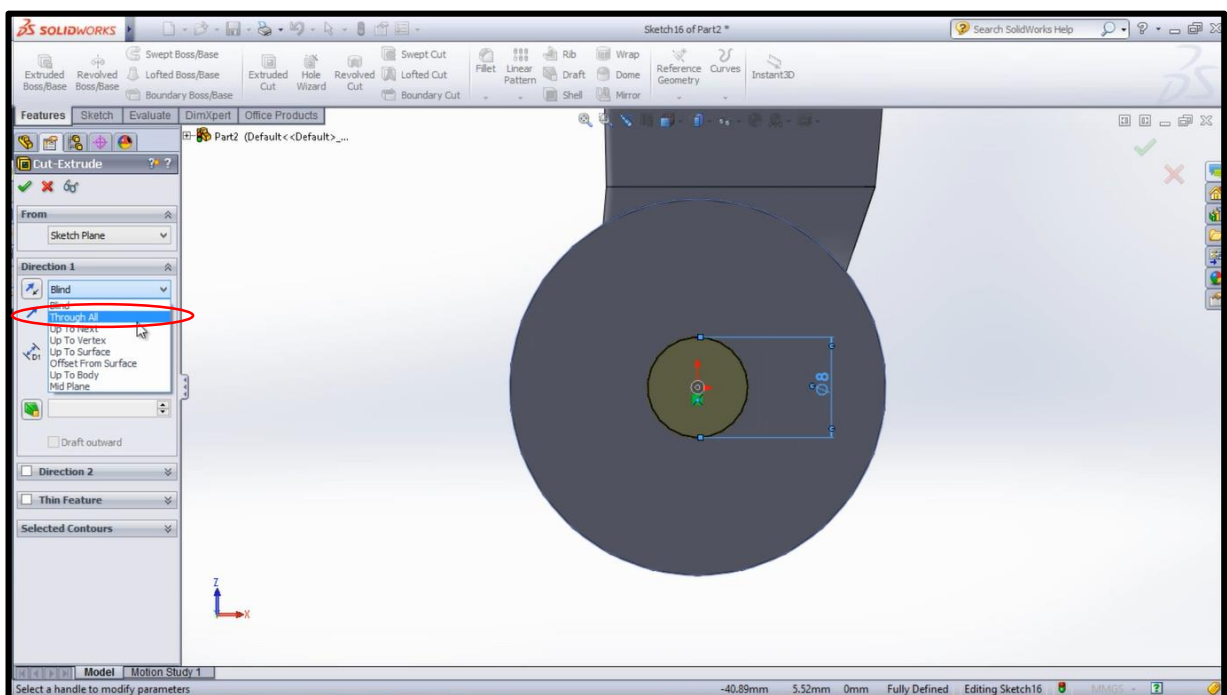 SOLIDWORKS
Sketch16 of Part2 *
Search SolidWorks Help
Extruded Boss/Base
Revolved Boss/Base
Swept Boss/Base
Lofted Boss/Base
Boundary Boss/Base
Extruded Cut
Hole Wizard
Revolved Cut
Swept Cut
Lofted Cut
Boundary Cut
Fillet
Linear Pattern
Rib
Draft
Shell
Wrap
Dome
Mirror
Reference Geometry
Curves
Instant3D
Features Sketch Evaluate DimXpert Office Products
Part2 (Default<<Default>_...
Cut-Extrude
From
Sketch Plane
Direction 1
Blind
Blind
Through All
Up To Next
Up To Vertex
Up To Surface
Offset From Surface
Up To Body
Mid Plane
D1
Draft outward
Direction 2
Thin Feature
Selected Contours
Ø8
Z
X
Model Motion Study 1
Select a handle to modify parameters
-40.89mm 5.52mm 0mm Fully Defined Editing Sketch16 MMGS